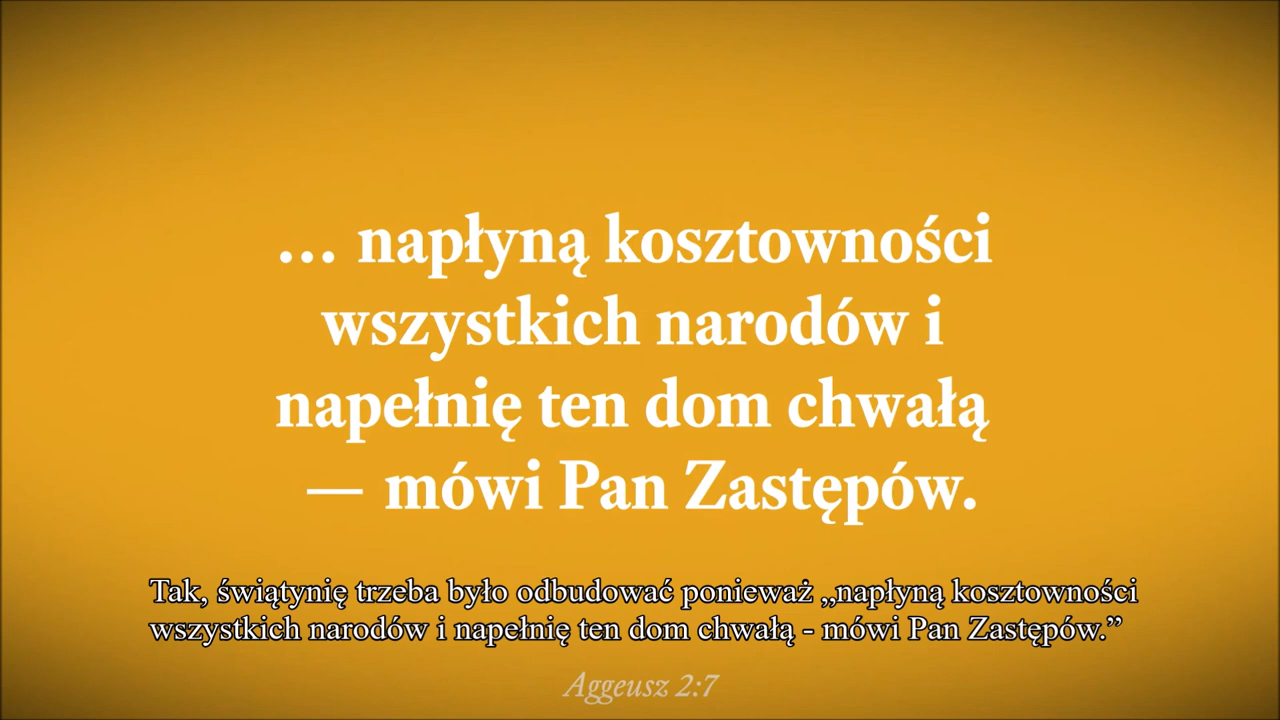 … napłyną kosztowności
wszystkich narodów i
napełnię ten dom chwałą
— mówi Pan Zastępów.
Tak, świątynię trzeba było odbudować ponieważ „napłyną kosztowności
wszystkich narodów i napełnię ten dom chwałą - mówi Pan Zastępów.”
Aggeusz 2:7